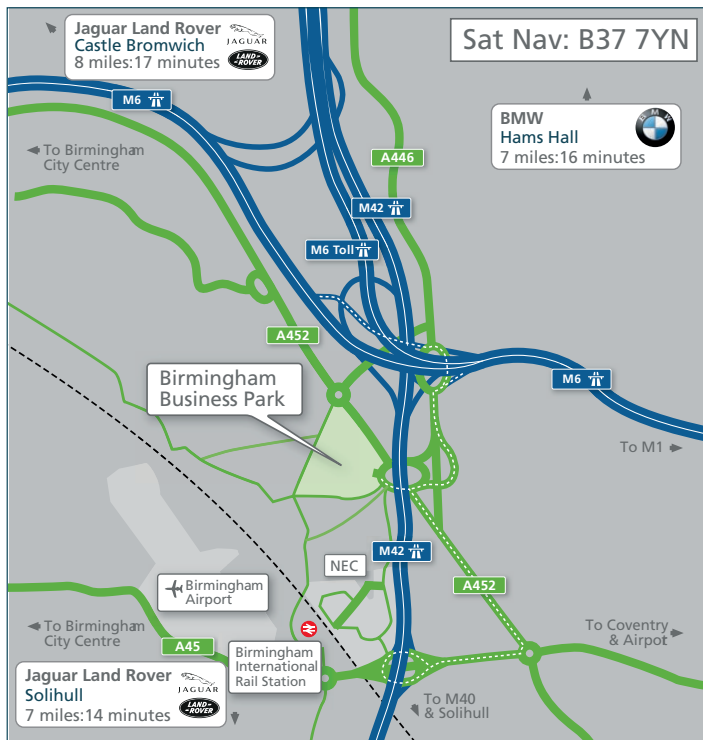 Jaguar Land Rover
Castle Bromwich
8 miles:17 minutes
JAGUAR
LAND-
ROVER
Sat Nav: B37 7YN
M6
BMW
Hams Hall
7 miles:16 minutes
BMW
To Birmingham
City Centre
A446
M42
M6 Toll
A452
Birmingham
Business Park
M6
To M1
M42
NEC
A452
Birmingham
Airport
To Birmingham
City Centre
A45
To Coventry
& Airpot
Birmingham
International
Rail Station
Jaguar Land Rover
Solihull
7 miles:14 minutes
JAGUAR
LAND-
ROVER
To M40
& Solihull